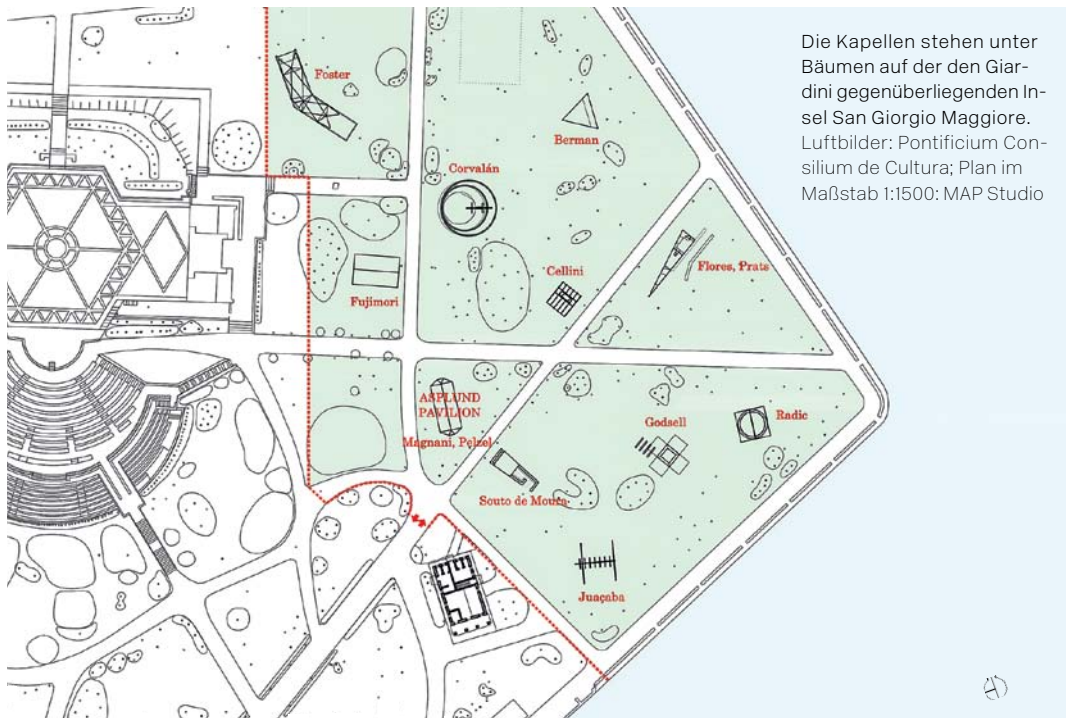 Die Kapellen stehen unter
Bäumen auf der den Giar-
dini gegenüberliegenden In-
sel San Giorgio Maggiore.
Luftbilder: Pontificium Con-
silium de Cultura; Plan im
Maßstab 1:1500: MAP Studio
Foster
Berman
Corvalán
Cellini
Flores, Prats
Fujimori
ASPLUND
PAVILION
Magnani, Pelzel
Godsell
Radic
Souto de Moura
Juaçaba